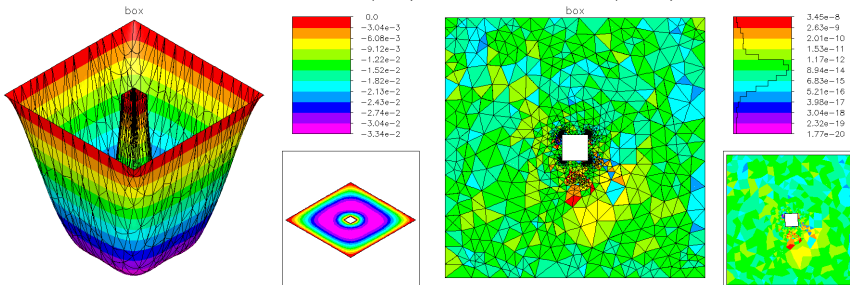 box
0.0
-3.04e-3
-6.08e-3
-9.12e-3
-1.22e-2
-1.52e-2
-1.82e-2
-2.13e-2
-2.43e-2
-2.74e-2
-3.04e-2
-3.34e-2
box
3.45e-8
2.63e-9
2.01e-10
1.53e-11
1.17e-12
8.94e-14
6.83e-15
5.21e-16
3.98e-17
3.04e-18
2.32e-19
1.77e-20